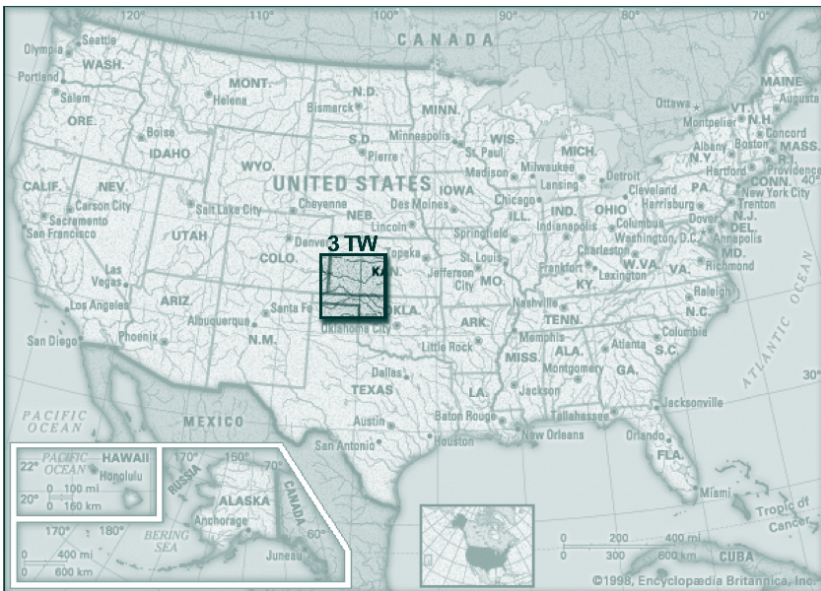 120°
110°
100°
90°
80°
70°
CANADA
Seattle
Olympia
WASH.
Portland
Salem
ORE.
MONT.
Helena
N.D.
Bismarck
MINN.
Ottawa
MAINE
Augusta
VT.
Montpelier
N.H.
Concord
Boise
IDAHO
S.D.
Pierre
Minneapolis
St. Paul
WIS.
MICH.
Albany
Boston
MASS.
N.Y.
R.I.
Providence
Hartford
CONN.
WYO.
Madison
Milwaukee
Lansing
Detroit
UNITED STATES
IOWA
Chicago
Cleveland
PA.
New York City
40°
CALIF.
NEV.
Carson City
Sacramento
San Francisco
Salt Lake City
Cheyenne
NEB.
Lincoln
Des Moines
ILL.
IND.
OHIO
Harrisburg
Trenton
N.J.
Columbus
Dover
DEL.
UTAH
Springfield
Indianapolis
Washington, D.C.
Annapolis
3 TW
COLO.
KAN.
St. Louis
Charleston
W.VA.
MD.
VA.
Richmond
Las
Vegas
Jefferson
City
MO.
Frankfort
Lexington
KY.
Raleigh
Los Angeles
ARIZ.
Santa
Albuquerque
OKLA.
Oklahoma City
Nashville
TENN.
N.C.
Memphis
Columbia
ATLANTIC OCEAN
San Diego
Phoenix
N.M.
ARK.
Little Rock
Atlanta
S.C.
MISS.
ALA.
GA.
Dallas
TEXAS
Montgomery
Jackson
30°
LA.
PACIFIC
OCEAN
MEXICO
Austin
Baton Rouge
Tallahassee
Jacksonville
San Antonio
Houston
New Orleans
Orlando
FLA.
Miami
Tropic of
Cancer
22°
PACIFIC
OCEAN
HAWAII
Honolulu
20°
0 100 mi
0 160 km
170°
150°
70°
RUSSIA
ALASKA
CANADA
Anchorage
60°
170° 180°
BERING
SEA
Juneau
0 400 mi
0 600 km
0 200 400 mi
0 300 600 km
CUBA
©1998, Encyclopædia Britannica, Inc.